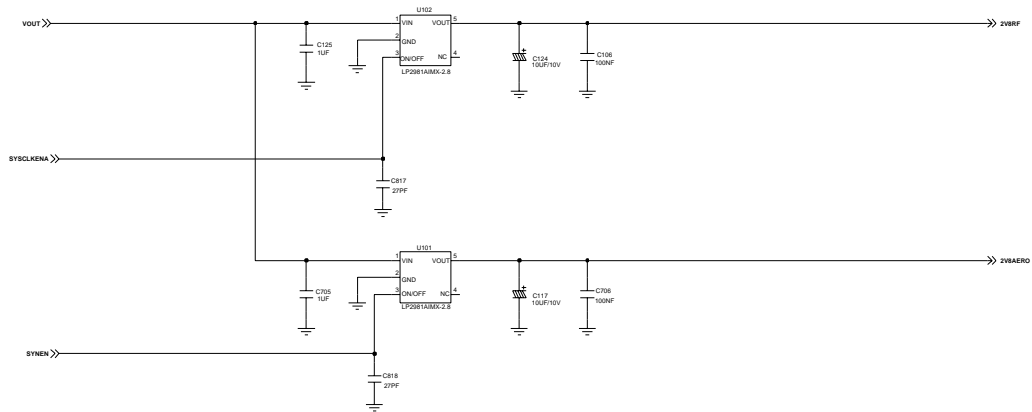 U102
VOUT
1
VIN
VOUT
5
2V8RF
2
GND
C125
1UF
3
ON/OFF
NC
4
LP2981AIMX-2.8
C124
10UF/10V
C106
100NF
SYSCLKENA
C817
27PF
U101
1
VIN
VOUT
5
2V8AERO
2
GND
C705
1UF
3
ON/OFF
NC
4
LP2981AIMX-2.8
C117
10UF/10V
C706
100NF
SYNEN
C818
27PF